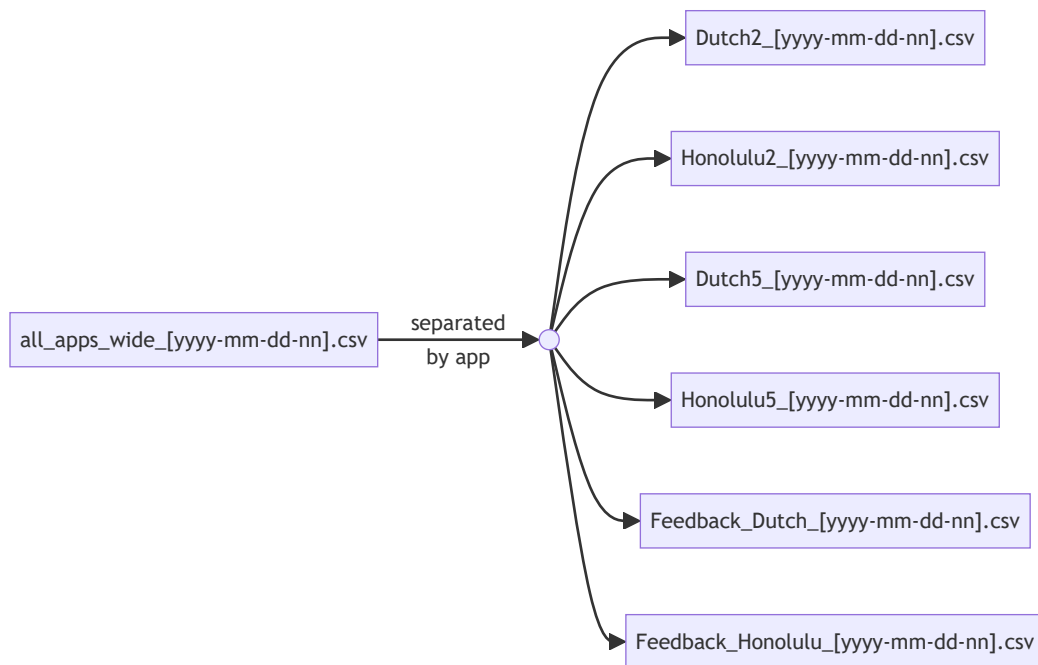 Dutch2_[yyyy-mm-dd-nn].csv
Honolulu2_[yyyy-mm-dd-nn].csv
Dutch5_[yyyy-mm-dd-nn].csv
all_apps_wide_[yyyy-mm-dd-nn].csv
separated
by app
Honolulu5_[yyyy-mm-dd-nn].csv
Feedback_Dutch_[yyyy-mm-dd-nn].csv
Feedback_Honolulu_[yyyy-mm-dd-nn].csv